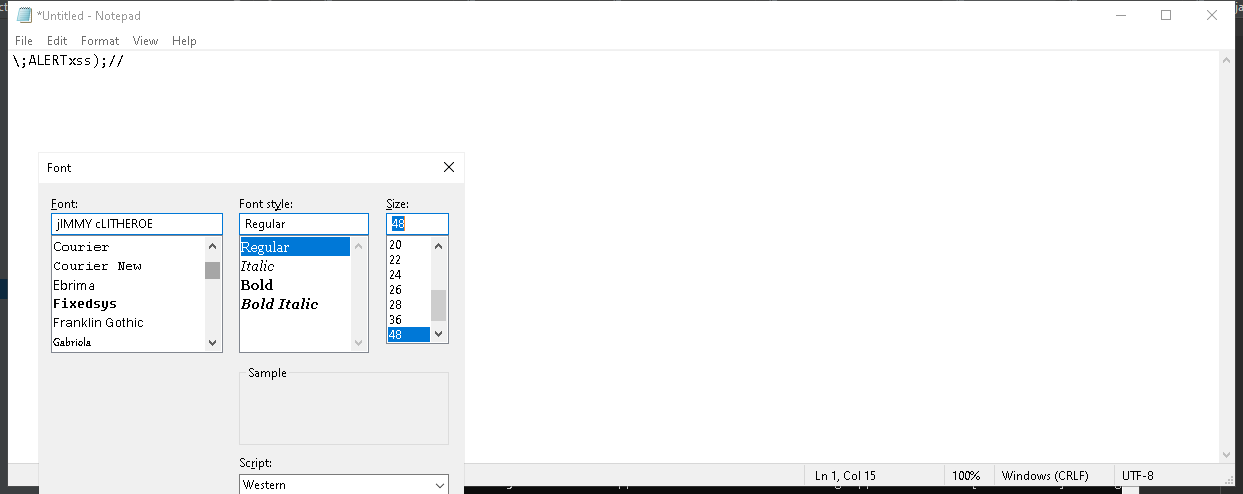 *Untitled - Notepad
File Edit Format View Help
\;ALERTxss);//
Font
Font: Font style: Size:
jIMMY cLITHEROE Regular 48
Courier Regular 20
Courier New Italic 22
Ebrima Bold 24
Fixedsys Bold Italic 26
Franklin Gothic 28
Gabriola 36
48
Sample
Script:
Western
Ln 1, Col 15 100% Windows (CRLF) UTF-8